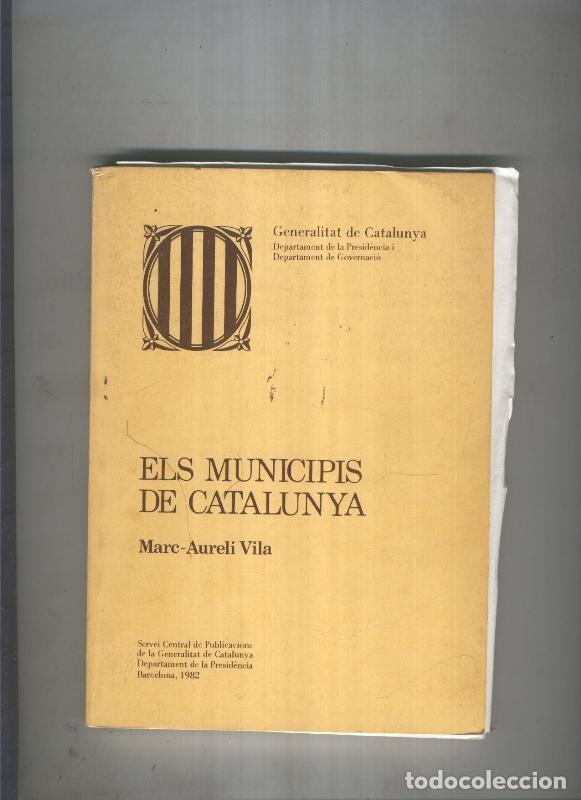 Generalitat de Catalunya
Departament de la Presidència i
Departament de Governació
ELS MUNICIPIS
DE CATALUNYA
Marc-Aureli Vila
Servei Central de Publicacions
de la Generalitat de Catalunya
Departament de la Presidència
Barcelona, 1982
todocoleccion